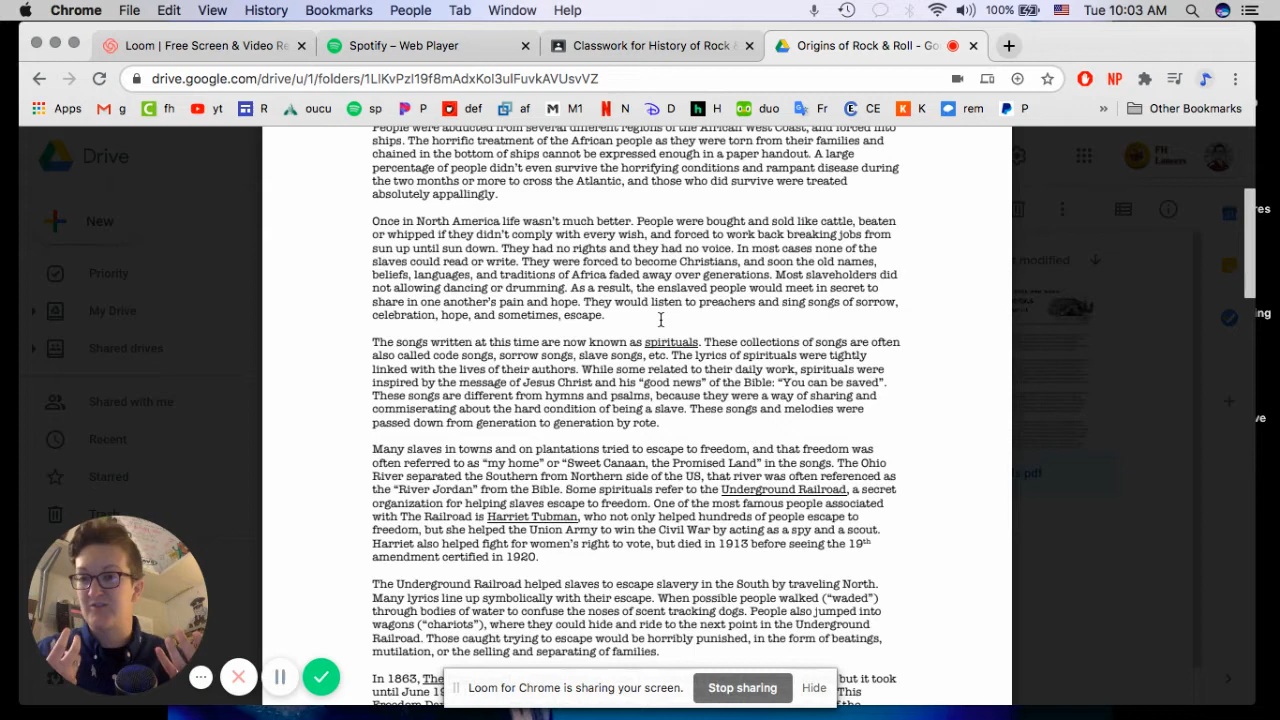 Chrome File Edit View History Bookmarks People Tab Window Help 100% Tue 10:03 AM
Loom | Free Screen & Video Re Spotify – Web Player Classwork for History of Rock & Origins of Rock & Roll - Go
drive.google.com/drive/u/1/folders/1LlKvPzl19f8mAdxKol3ulFuvkAVUsvVZ
Apps g fh yt R oucu sp P def af M1 N D H duo Fr CE K rem P » Other Bookmarks
People were abducted from several different regions of the African West Coast, and forced into
ships. The horrific treatment of the African people as they were torn from their families and
chained in the bottom of ships cannot be expressed enough in a paper handout. A large
percentage of people didn't even survive the horrifying conditions and rampant disease during
the two months or more to cross the Atlantic, and those who did survive were treated
absolutely appallingly.
Once in North America life wasn't much better. People were bought and sold like cattle, beaten
or whipped if they didn't comply with every wish, and forced to work back breaking jobs from
sun up until sun down. They had no rights and they had no voice. In most cases none of the
slaves could read or write. They were forced to become Christians, and soon the old names,
beliefs, languages, and traditions of Africa faded away over generations. Most slaveholders did
not allowing dancing or drumming. As a result, the enslaved people would meet in secret to
share in one another's pain and hope. They would listen to preachers and sing songs of sorrow,
celebration, hope, and sometimes, escape.
The songs written at this time are now known as spirituals. These collections of songs are often
also called code songs, sorrow songs, slave songs, etc. The lyrics of spirituals were tightly
linked with the lives of their authors. While some related to their daily work, spirituals were
inspired by the message of Jesus Christ and his "good news" of the Bible: "You can be saved".
These songs are different from hymns and psalms, because they were a way of sharing and
commiserating about the hard condition of being a slave. These songs and melodies were
passed down from generation to generation by rote.
Many slaves in towns and on plantations tried to escape to freedom, and that freedom was
often referred to as "my home" or "Sweet Canaan, the Promised Land" in the songs. The Ohio
River separated the Southern from Northern side of the US, that river was often referenced as
the "River Jordan" from the Bible. Some spirituals refer to the Underground Railroad, a secret
organization for helping slaves escape to freedom. One of the most famous people associated
with The Railroad is Harriet Tubman, who not only helped hundreds of people escape to
freedom, but she helped the Union Army to win the Civil War by acting as a spy and a scout.
Harriet also helped fight for women's right to vote, but died in 1913 before seeing the 19th
amendment certified in 1920.
The Underground Railroad helped slaves to escape slavery in the South by traveling North.
Many lyrics line up symbolically with their escape. When possible people walked ("waded")
through bodies of water to confuse the noses of scent tracking dogs. People also jumped into
wagons ("chariots"), where they could hide and ride to the next point in the Underground
Railroad. Those caught trying to escape would be horribly punished, in the form of beatings,
mutilation, or the selling and separating of families.
In 1863, The but it took
until June 19 This
Drive
New
Priority
My Drive
Shared drives
Shared with me
Recent
Starred
Trash
FH
modified
pdf
Loom for Chrome is sharing your screen. Stop sharing Hide